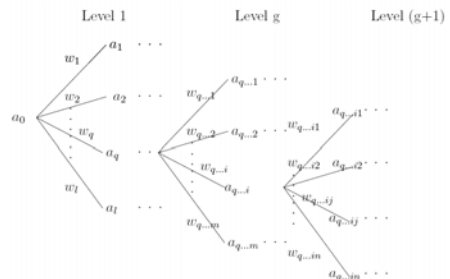 Level 1 Level g Level (g+1)
w_1 a_1 · · ·
w_2 a_2 · · ·
a_0
w_q a_q · · ·
w_l a_l · · ·
w_{q...1} a_{q...1} · · ·
w_{q...2} a_{q...2} · · ·
w_{q...i} a_{q...i}
w_{q...m} a_{q...m} · · ·
w_{q...i1} a_{q...i1} · · ·
w_{q...i2} a_{q...i2} · · ·
w_{q...ij} a_{q...ij} · · ·
w_{q...in} a_{q...in} · · ·